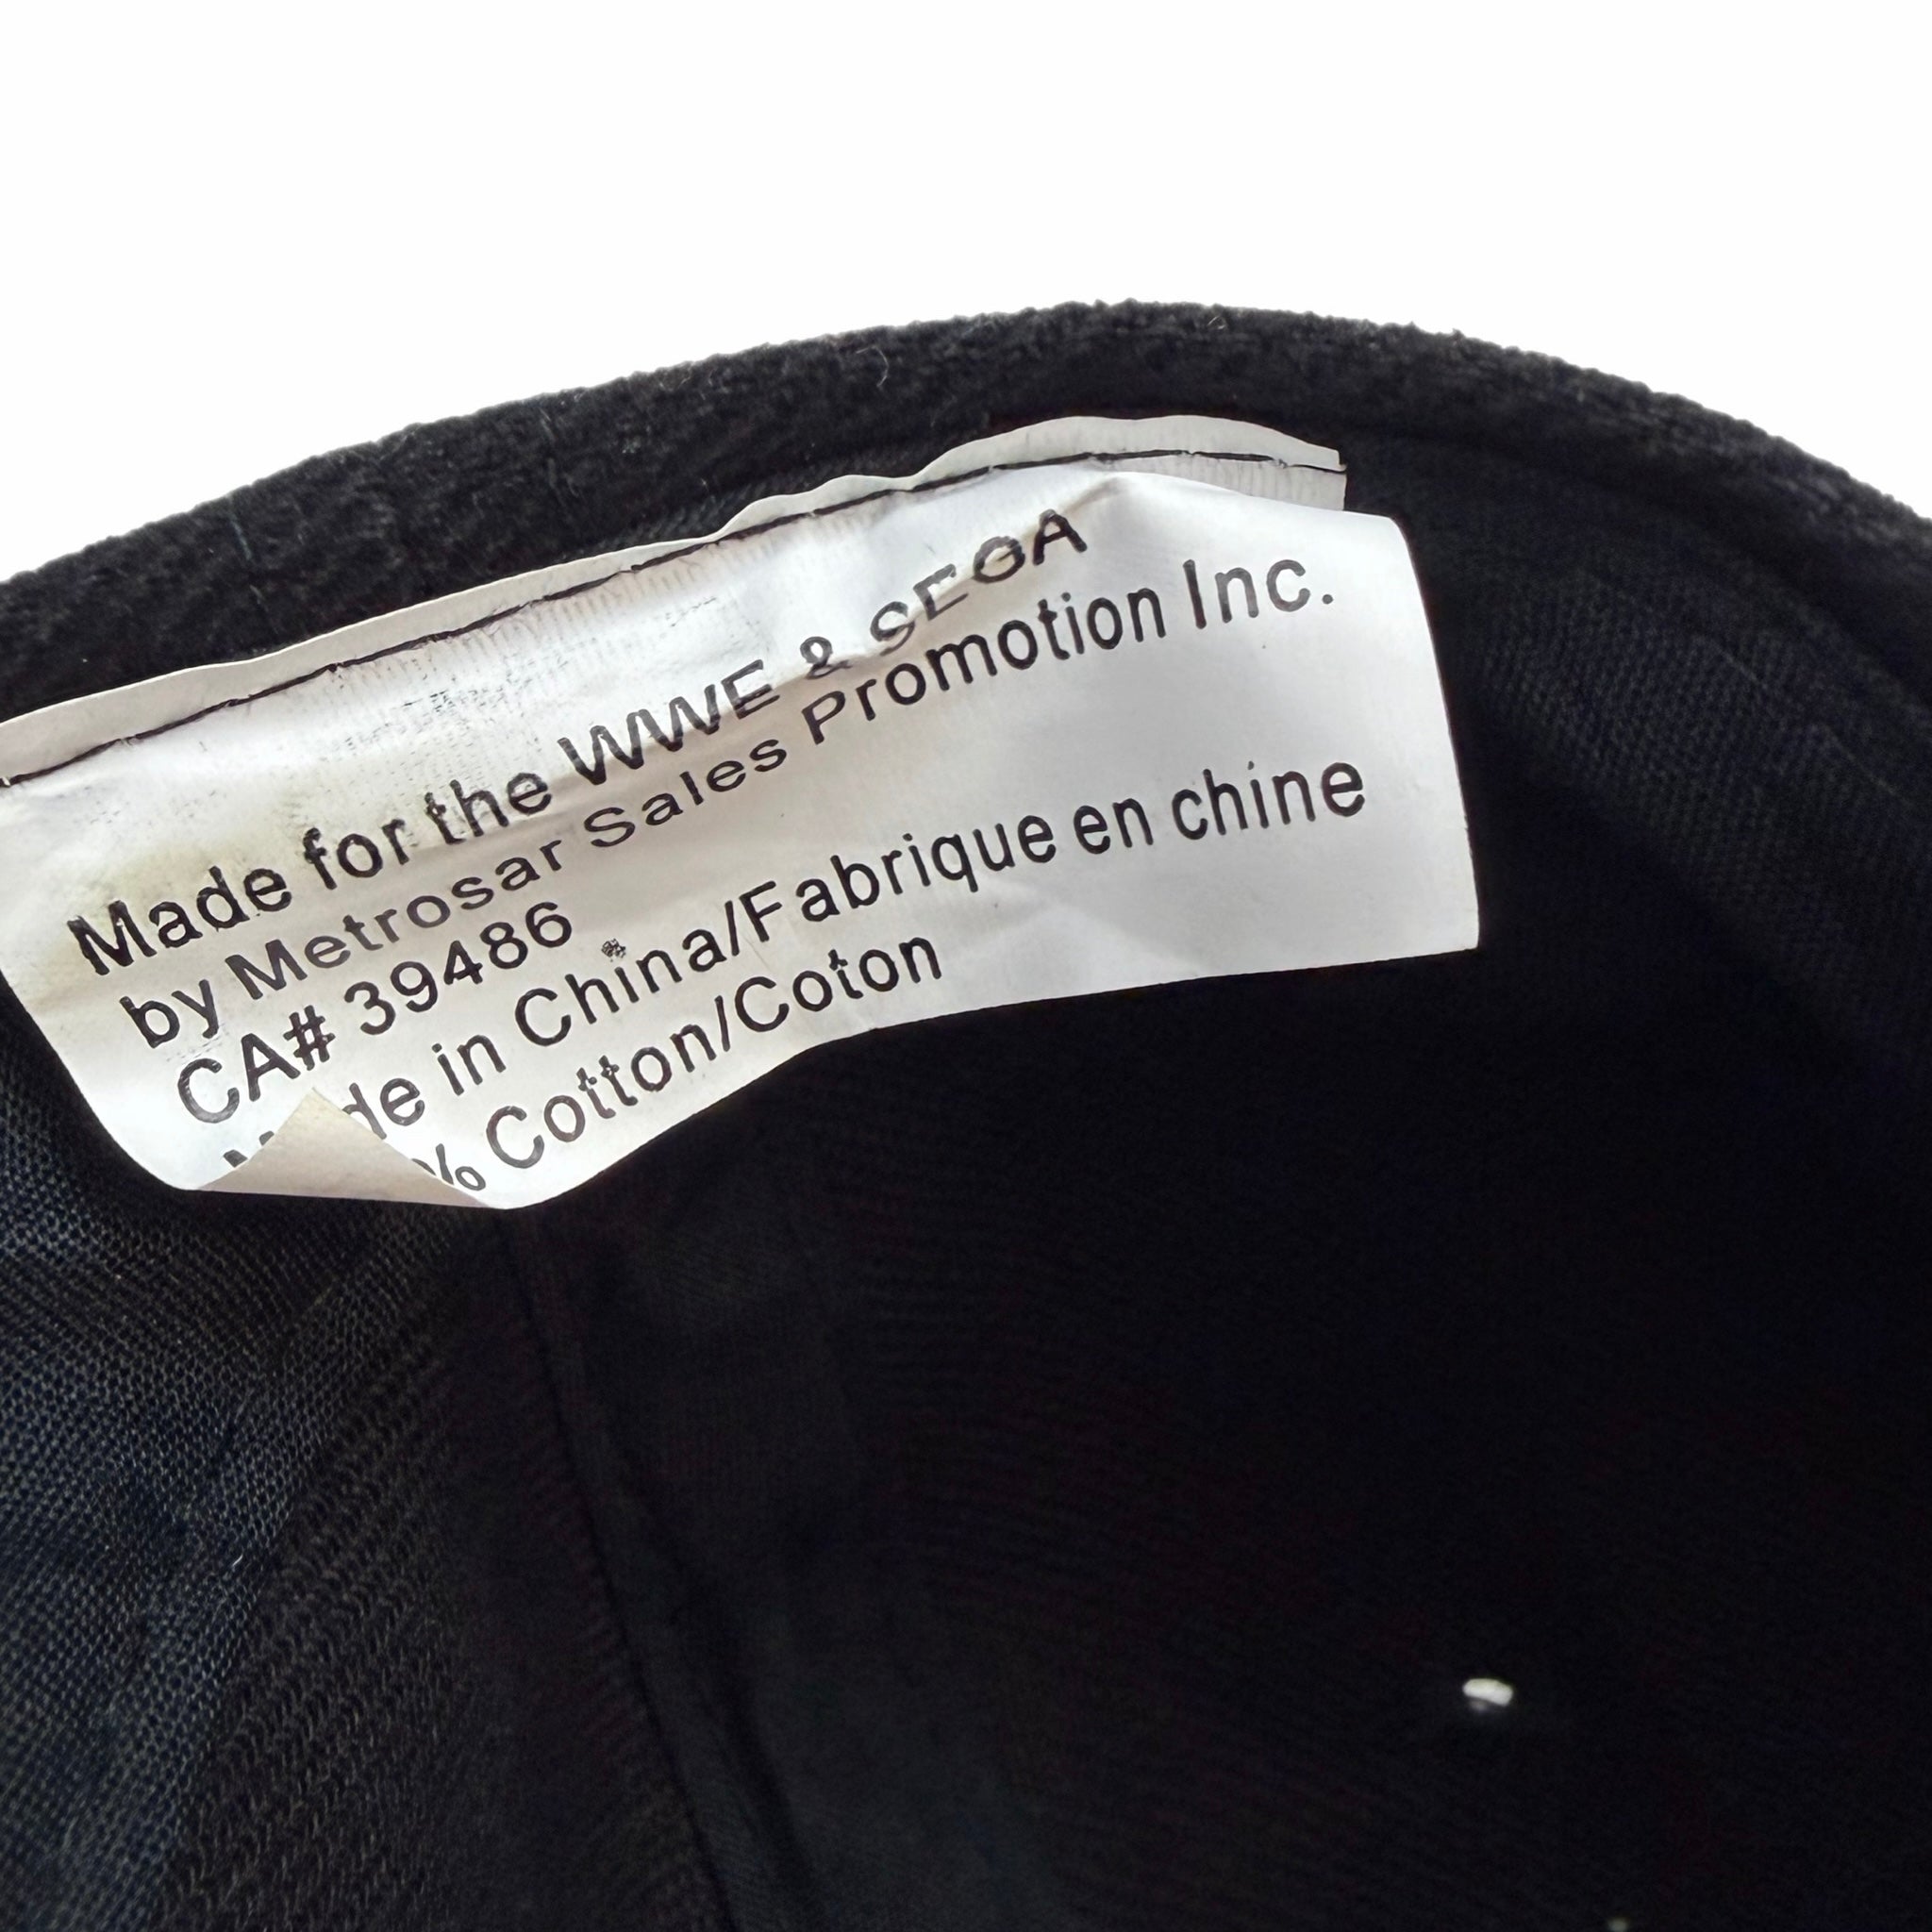 Made for the WWE & SEGA
by Metrosar Sales Promotion Inc.
CA# 39486
de in China/Fabrique en chine
% Cotton/Coton